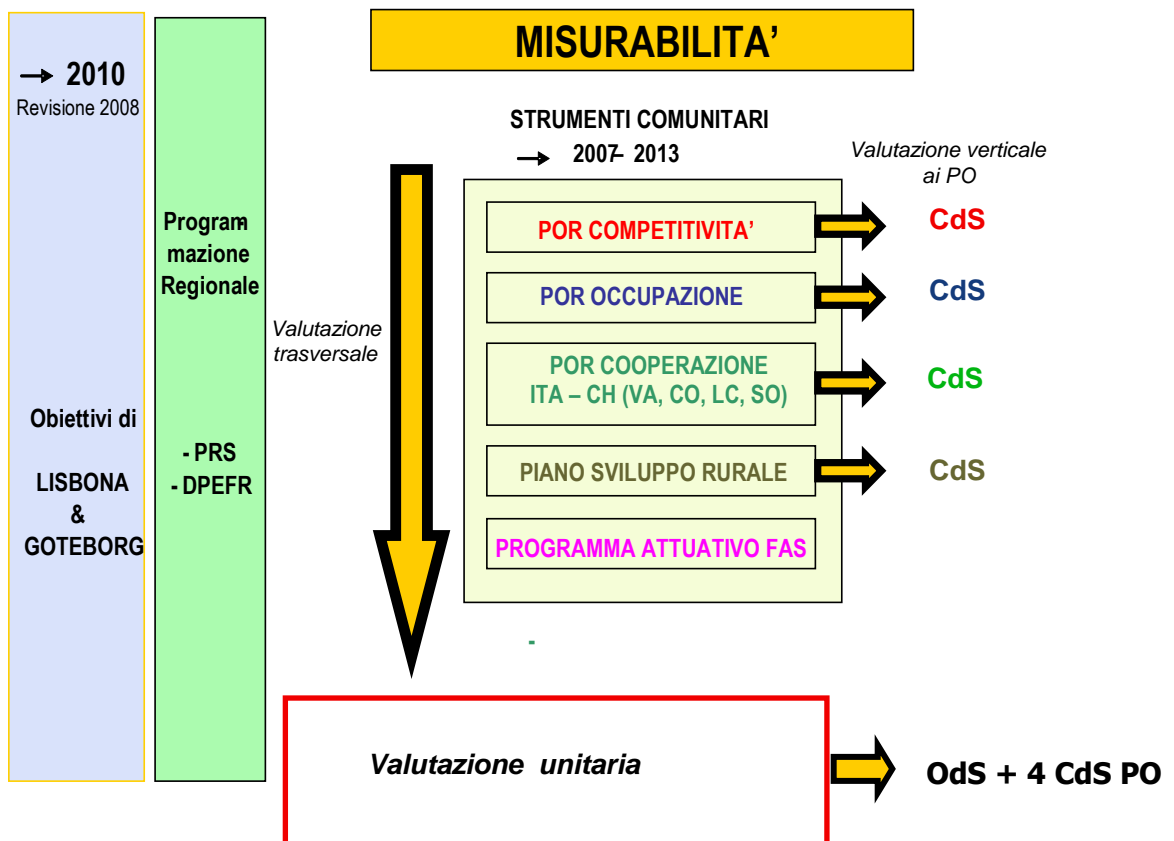 MISURABILITA’
→ 2010
Revisione 2008
Obiettivi di
LISBONA
&
GOTEBORG
Program-
mazione
Regionale
- PRS
- DPEFR
Valutazione
trasversale
STRUMENTI COMUNITARI
→ 2007– 2013
Valutazione verticale
ai PO
POR COMPETITIVITA’
CdS
POR OCCUPAZIONE
CdS
POR COOPERAZIONE
ITA – CH (VA, CO, LC, SO)
CdS
PIANO SVILUPPO RURALE
CdS
PROGRAMMA ATTUATIVO FAS
-
Valutazione unitaria
OdS + 4 CdS PO